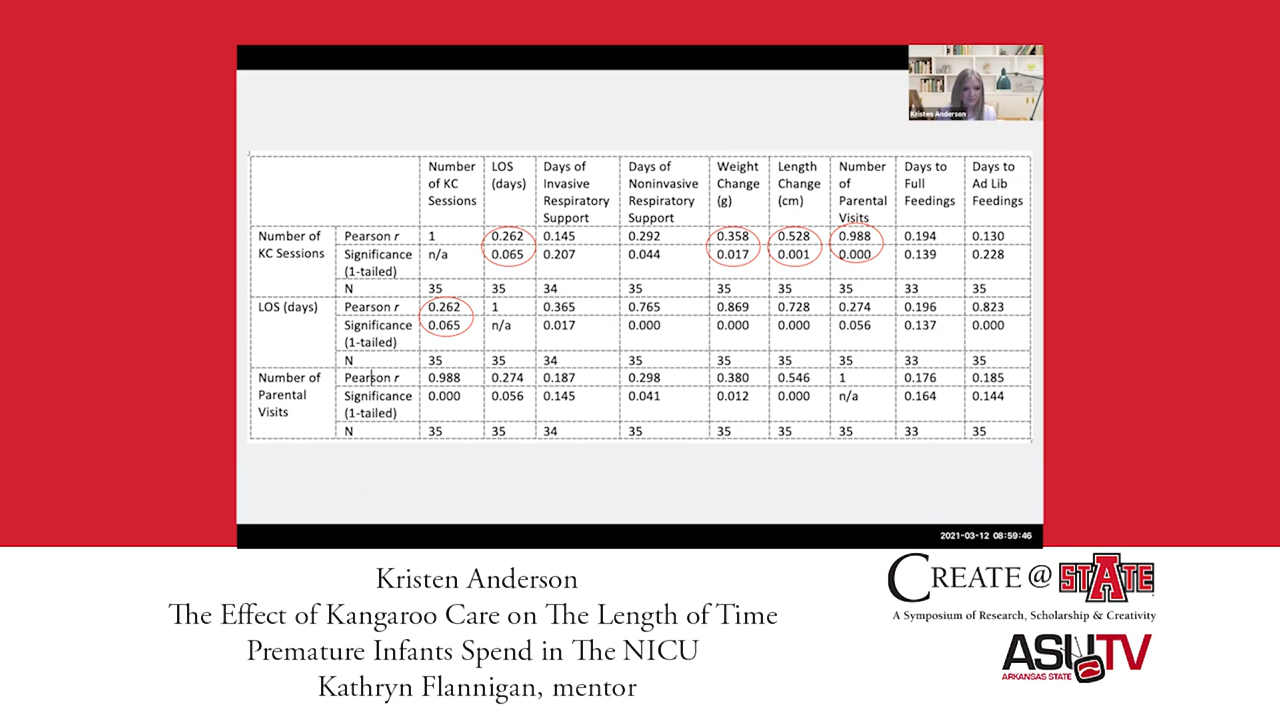 Kristen Anderson
Number of KC Sessions LOS (days) Days of Invasive Respiratory Support Days of Noninvasive Respiratory Support Weight Change (g) Length Change (cm) Number of Parental Visits Days to Full Feedings Days to Ad Lib Feedings
Number of KC Sessions Pearson r 1 0.262 0.145 0.292 0.358 0.528 0.988 0.194 0.130
Significance (1-tailed) n/a 0.065 0.207 0.044 0.017 0.001 0.000 0.139 0.228
N 35 35 34 35 35 35 35 33 35
LOS (days) Pearson r 0.262 1 0.365 0.765 0.869 0.728 0.274 0.196 0.823
Significance (1-tailed) 0.065 n/a 0.017 0.000 0.000 0.000 0.056 0.137 0.000
N 35 35 34 35 35 35 35 33 35
Number of Parental Visits Pearson r 0.988 0.274 0.187 0.298 0.380 0.546 1 0.176 0.185
Significance (1-tailed) 0.000 0.056 0.145 0.041 0.012 0.000 n/a 0.164 0.144
N 35 35 34 35 35 35 35 33 35
2021-03-12 08:59:46
Kristen Anderson
The Effect of Kangaroo Care on The Length of Time
Premature Infants Spend in The NICU
Kathryn Flannigan, mentor
CREATE @ STATE
A Symposium of Research, Scholarship & Creativity
ASUTV
ARKANSAS STATE